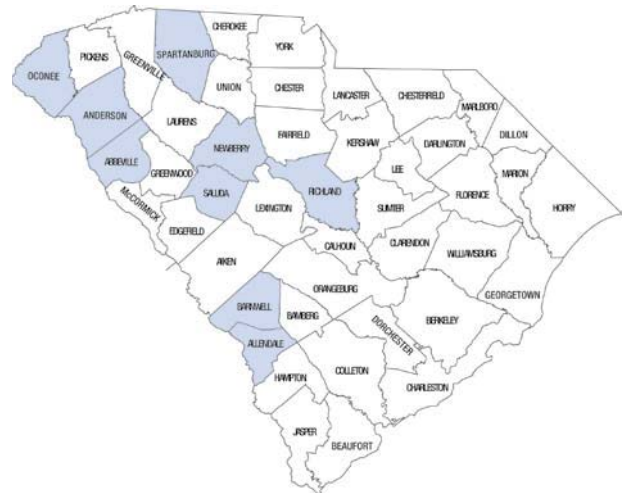 CHEROKEE
SPARTANBURG
YORK
GREENVILLE
PICKENS
OCONEE
UNION
CHESTER
LANCASTER
CHESTERFIELD
MARLBORO
ANDERSON
LAURENS
DILLON
FAIRFIELD
KERSHAW
DARLINGTON
NEWBERRY
ABBEVILLE
LEE
MARION
GREENWOOD
FLORENCE
HORRY
SALUDA
RICHLAND
McCORMICK
LEXINGTON
SUMTER
EDGEFIELD
CALHOUN
CLARENDON
WILLIAMSBURG
AIKEN
ORANGEBURG
GEORGETOWN
BARNWELL
BAMBERG
DORCHESTER
BERKELEY
ALLENDALE
COLLETON
HAMPTON
CHARLESTON
JASPER
BEAUFORT